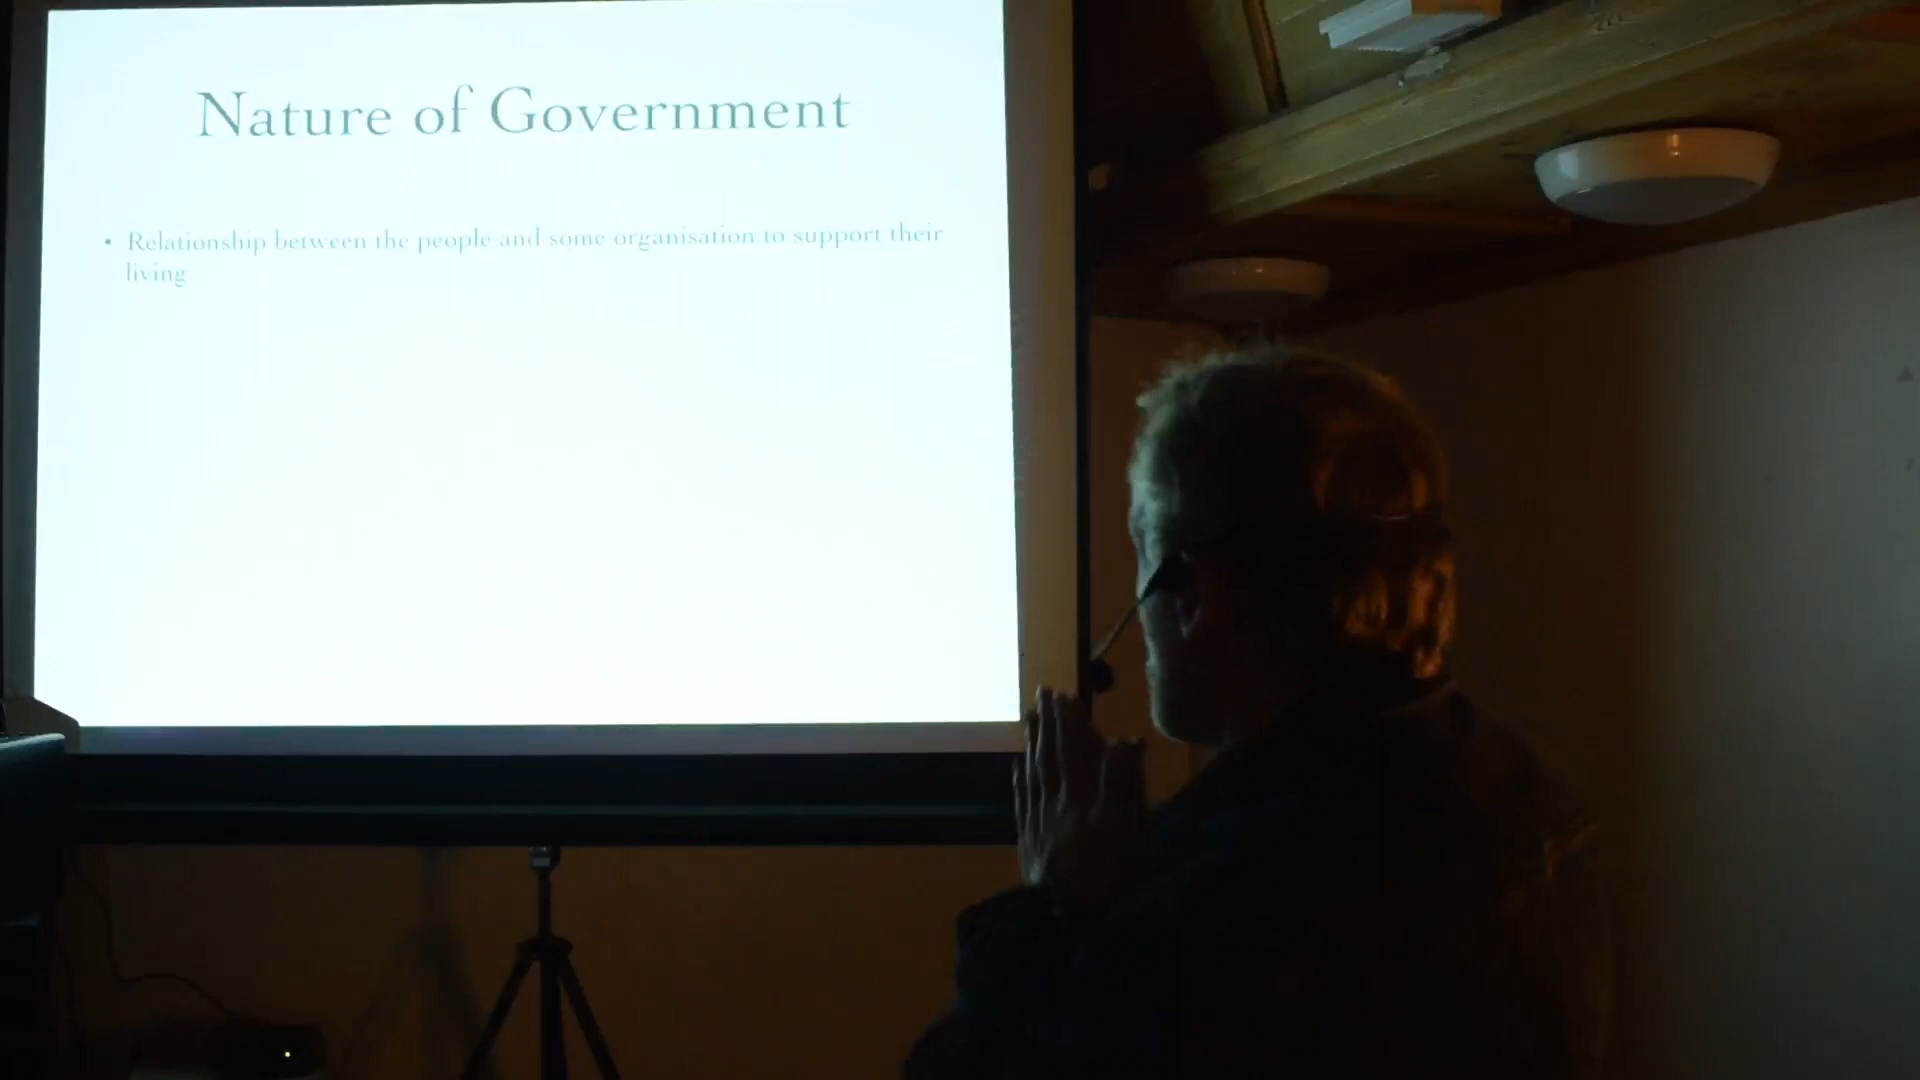 Nature of Government
• Relationship between the people and some organisation to support their
living